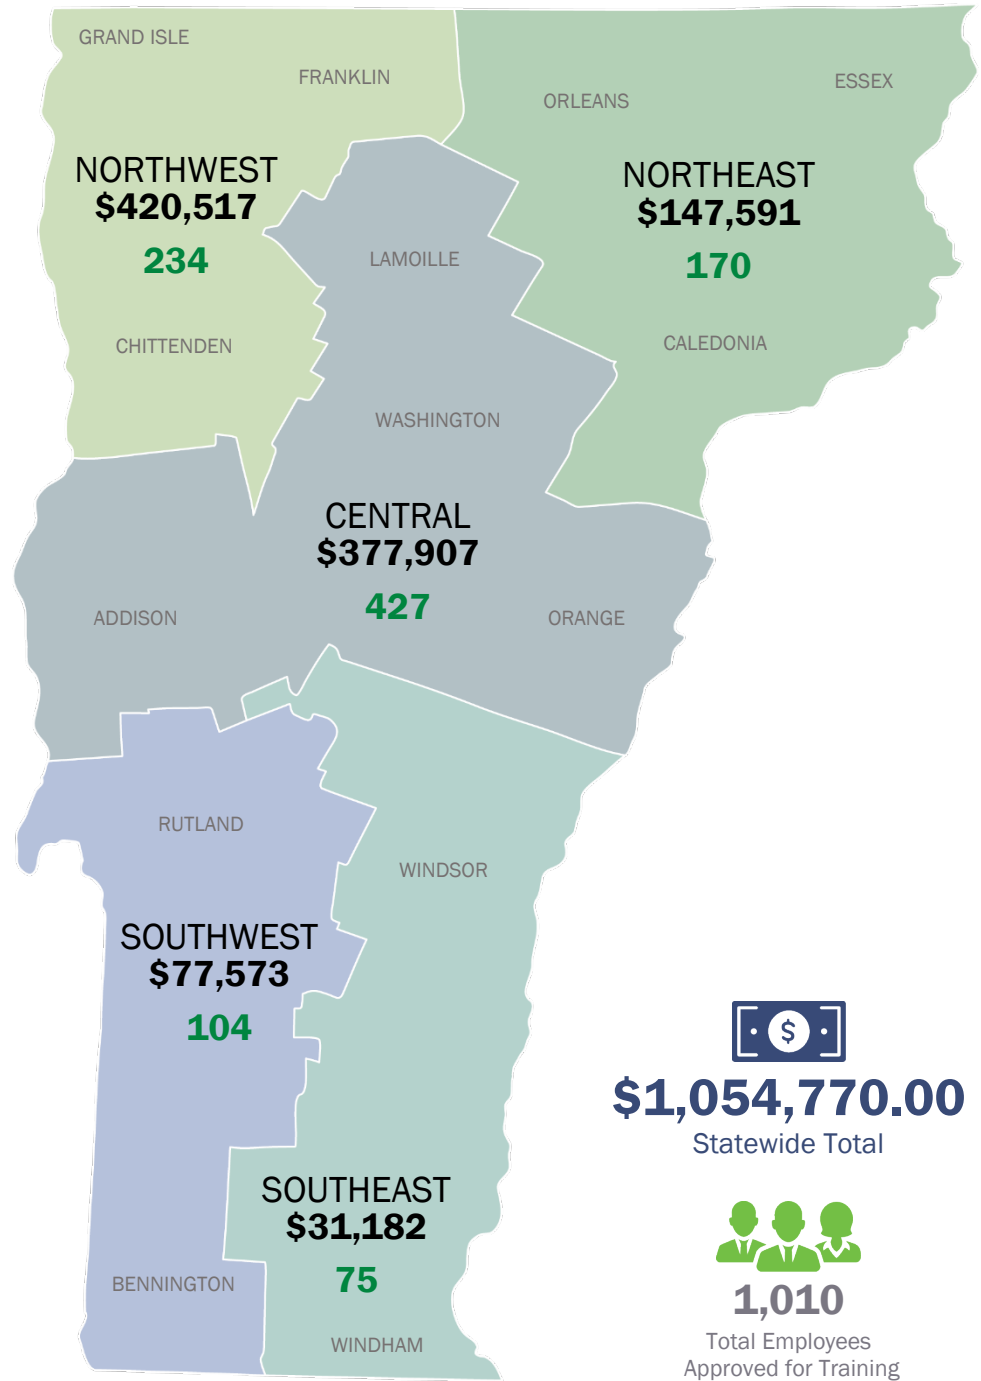 GRAND ISLE
FRANKLIN
ORLEANS
ESSEX
NORTHWEST
$420,517
234
NORTHEAST
$147,591
170
LAMOILLE
CHITTENDEN
CALEDONIA
WASHINGTON
CENTRAL
$377,907
427
ADDISON
ORANGE
RUTLAND
WINDSOR
SOUTHWEST
$77,573
104
$
$1,054,770.00
Statewide Total
SOUTHEAST
$31,182
75
BENNINGTON
WINDHAM
1,010
Total Employees
Approved for Training